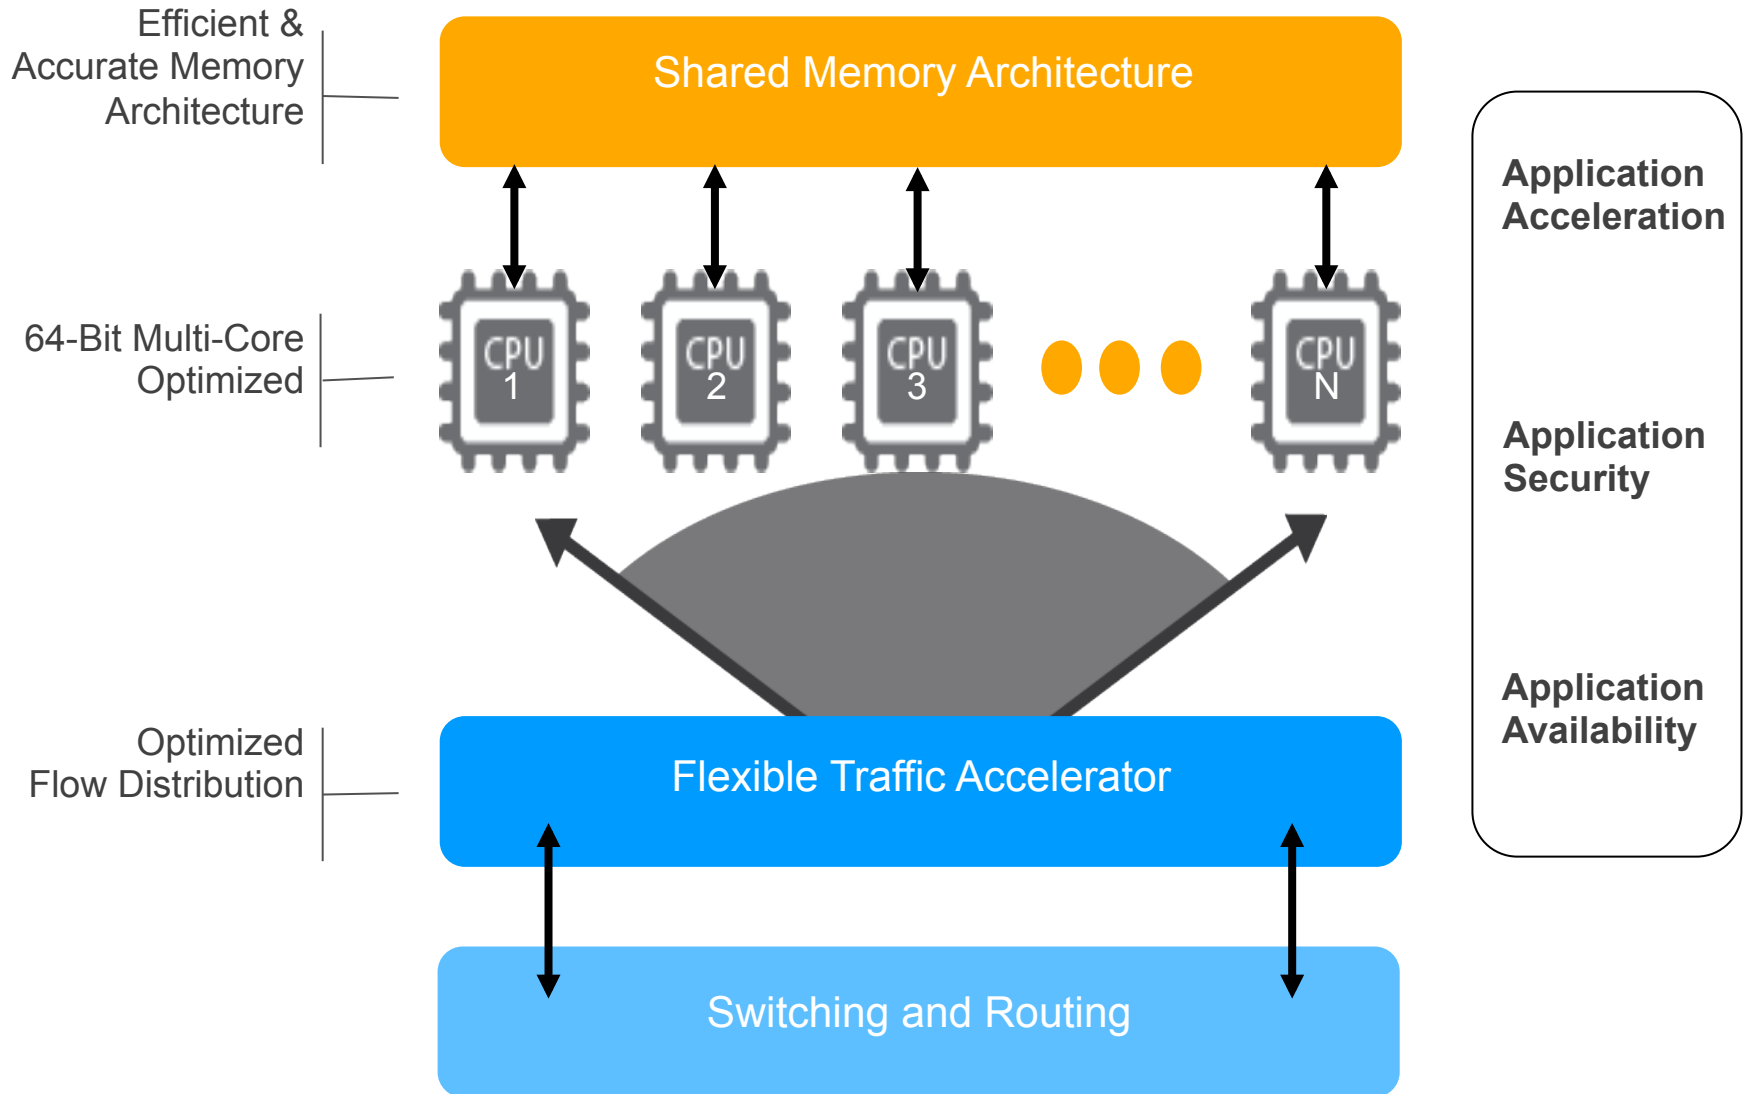 Efficient &
Accurate Memory
Architecture
Shared Memory Architecture
64-Bit Multi-Core
Optimized
CPU
1
CPU
2
CPU
3
CPU
N
Optimized
Flow Distribution
Flexible Traffic Accelerator
Switching and Routing
Application
Acceleration
Application
Security
Application
Availability